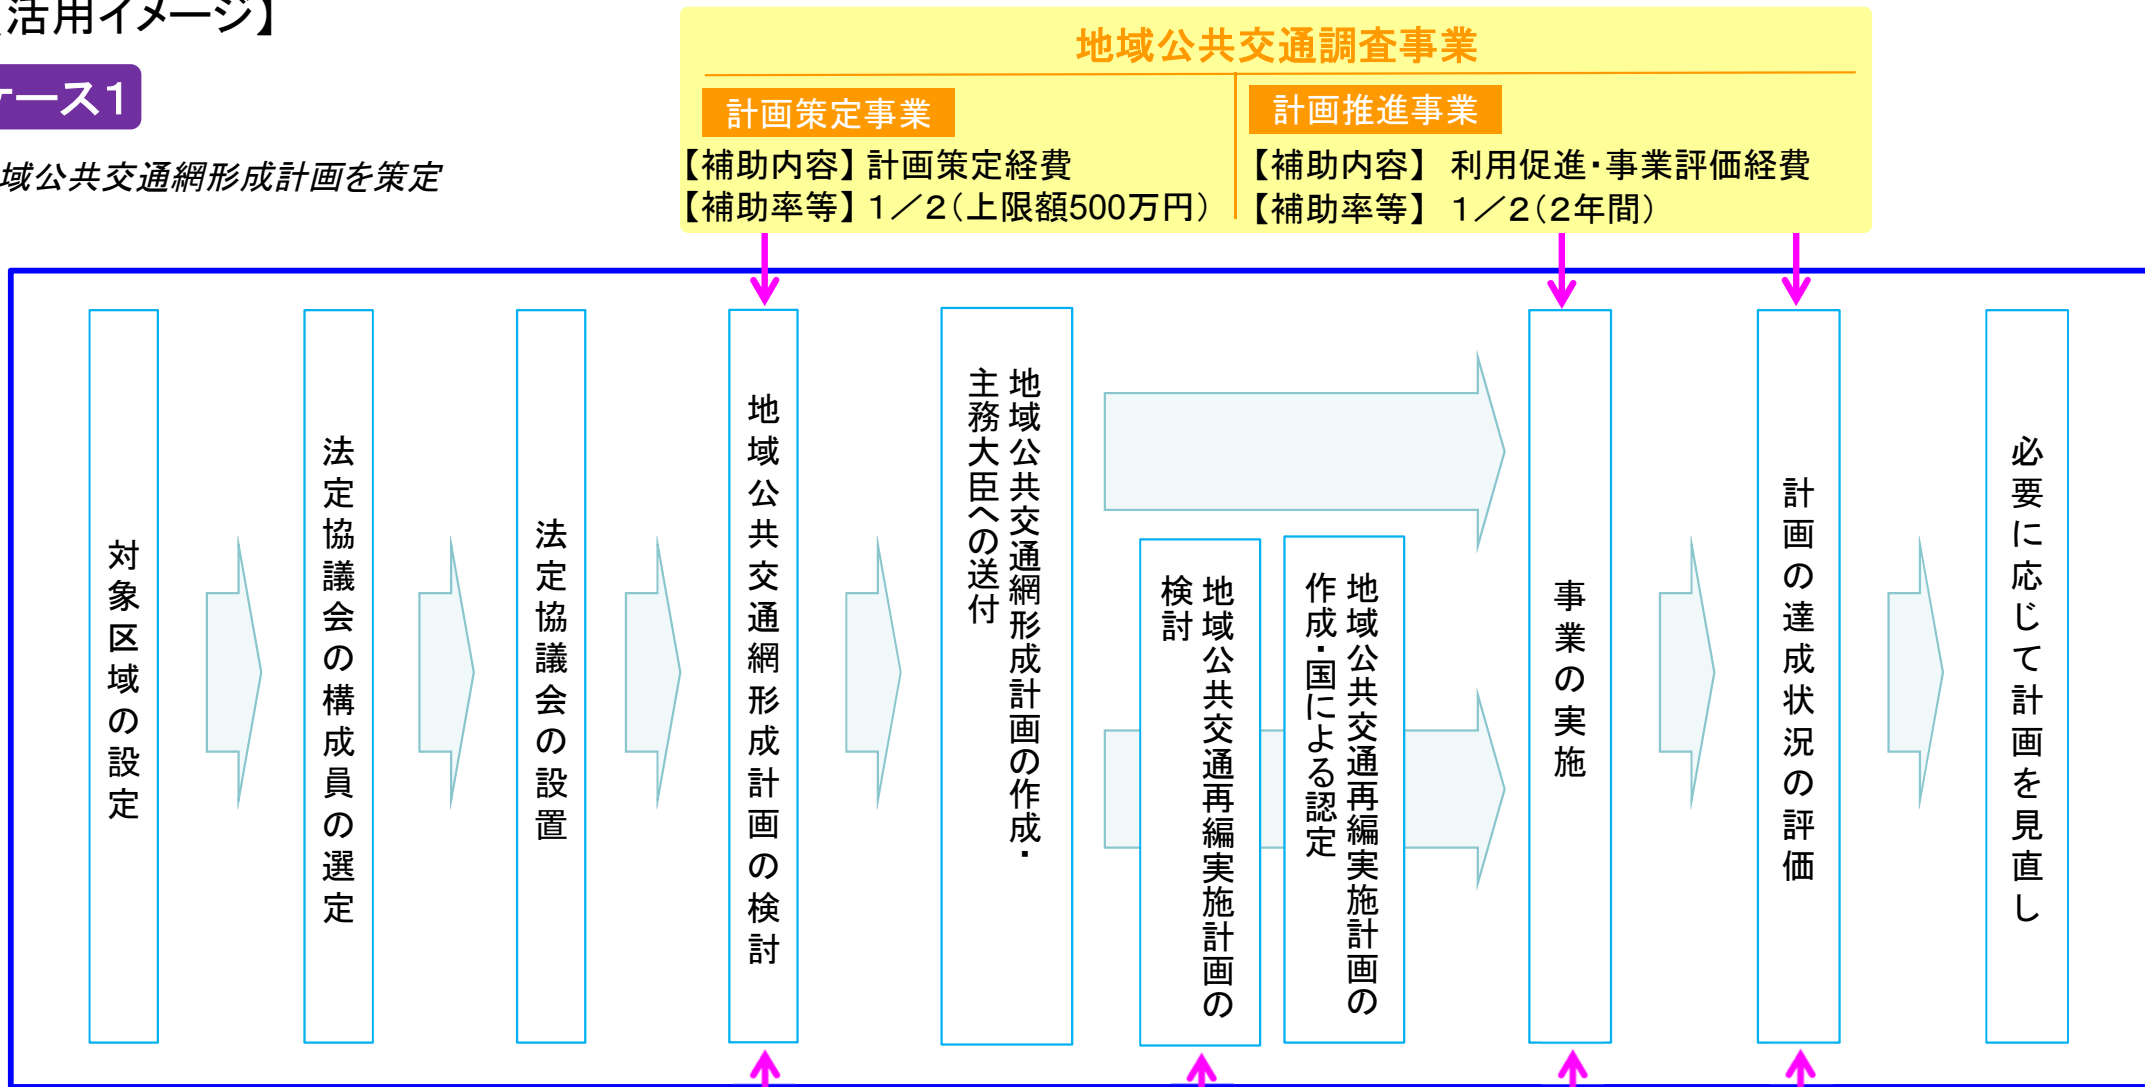 活用イメージ】
ケース1
域公共交通網形成計画を策定
地域公共交通調査事業
計画策定事業
【補助内容】計画策定経費
【補助率等】1／2（上限額500万円）
計画推進事業
【補助内容】 利用促進・事業評価経費
【補助率等】 1／2（2年間）
対象区域の設定
法定協議会の構成員の選定
法定協議会の設置
地域公共交通網形成計画の検討
地域公共交通網形成計画の作成・
主務大臣への送付
地域公共交通再編実施計画の
検討
地域公共交通再編実施計画の
作成・国による認定
事業の実施
計画の達成状況の評価
必要に応じて計画を見直し